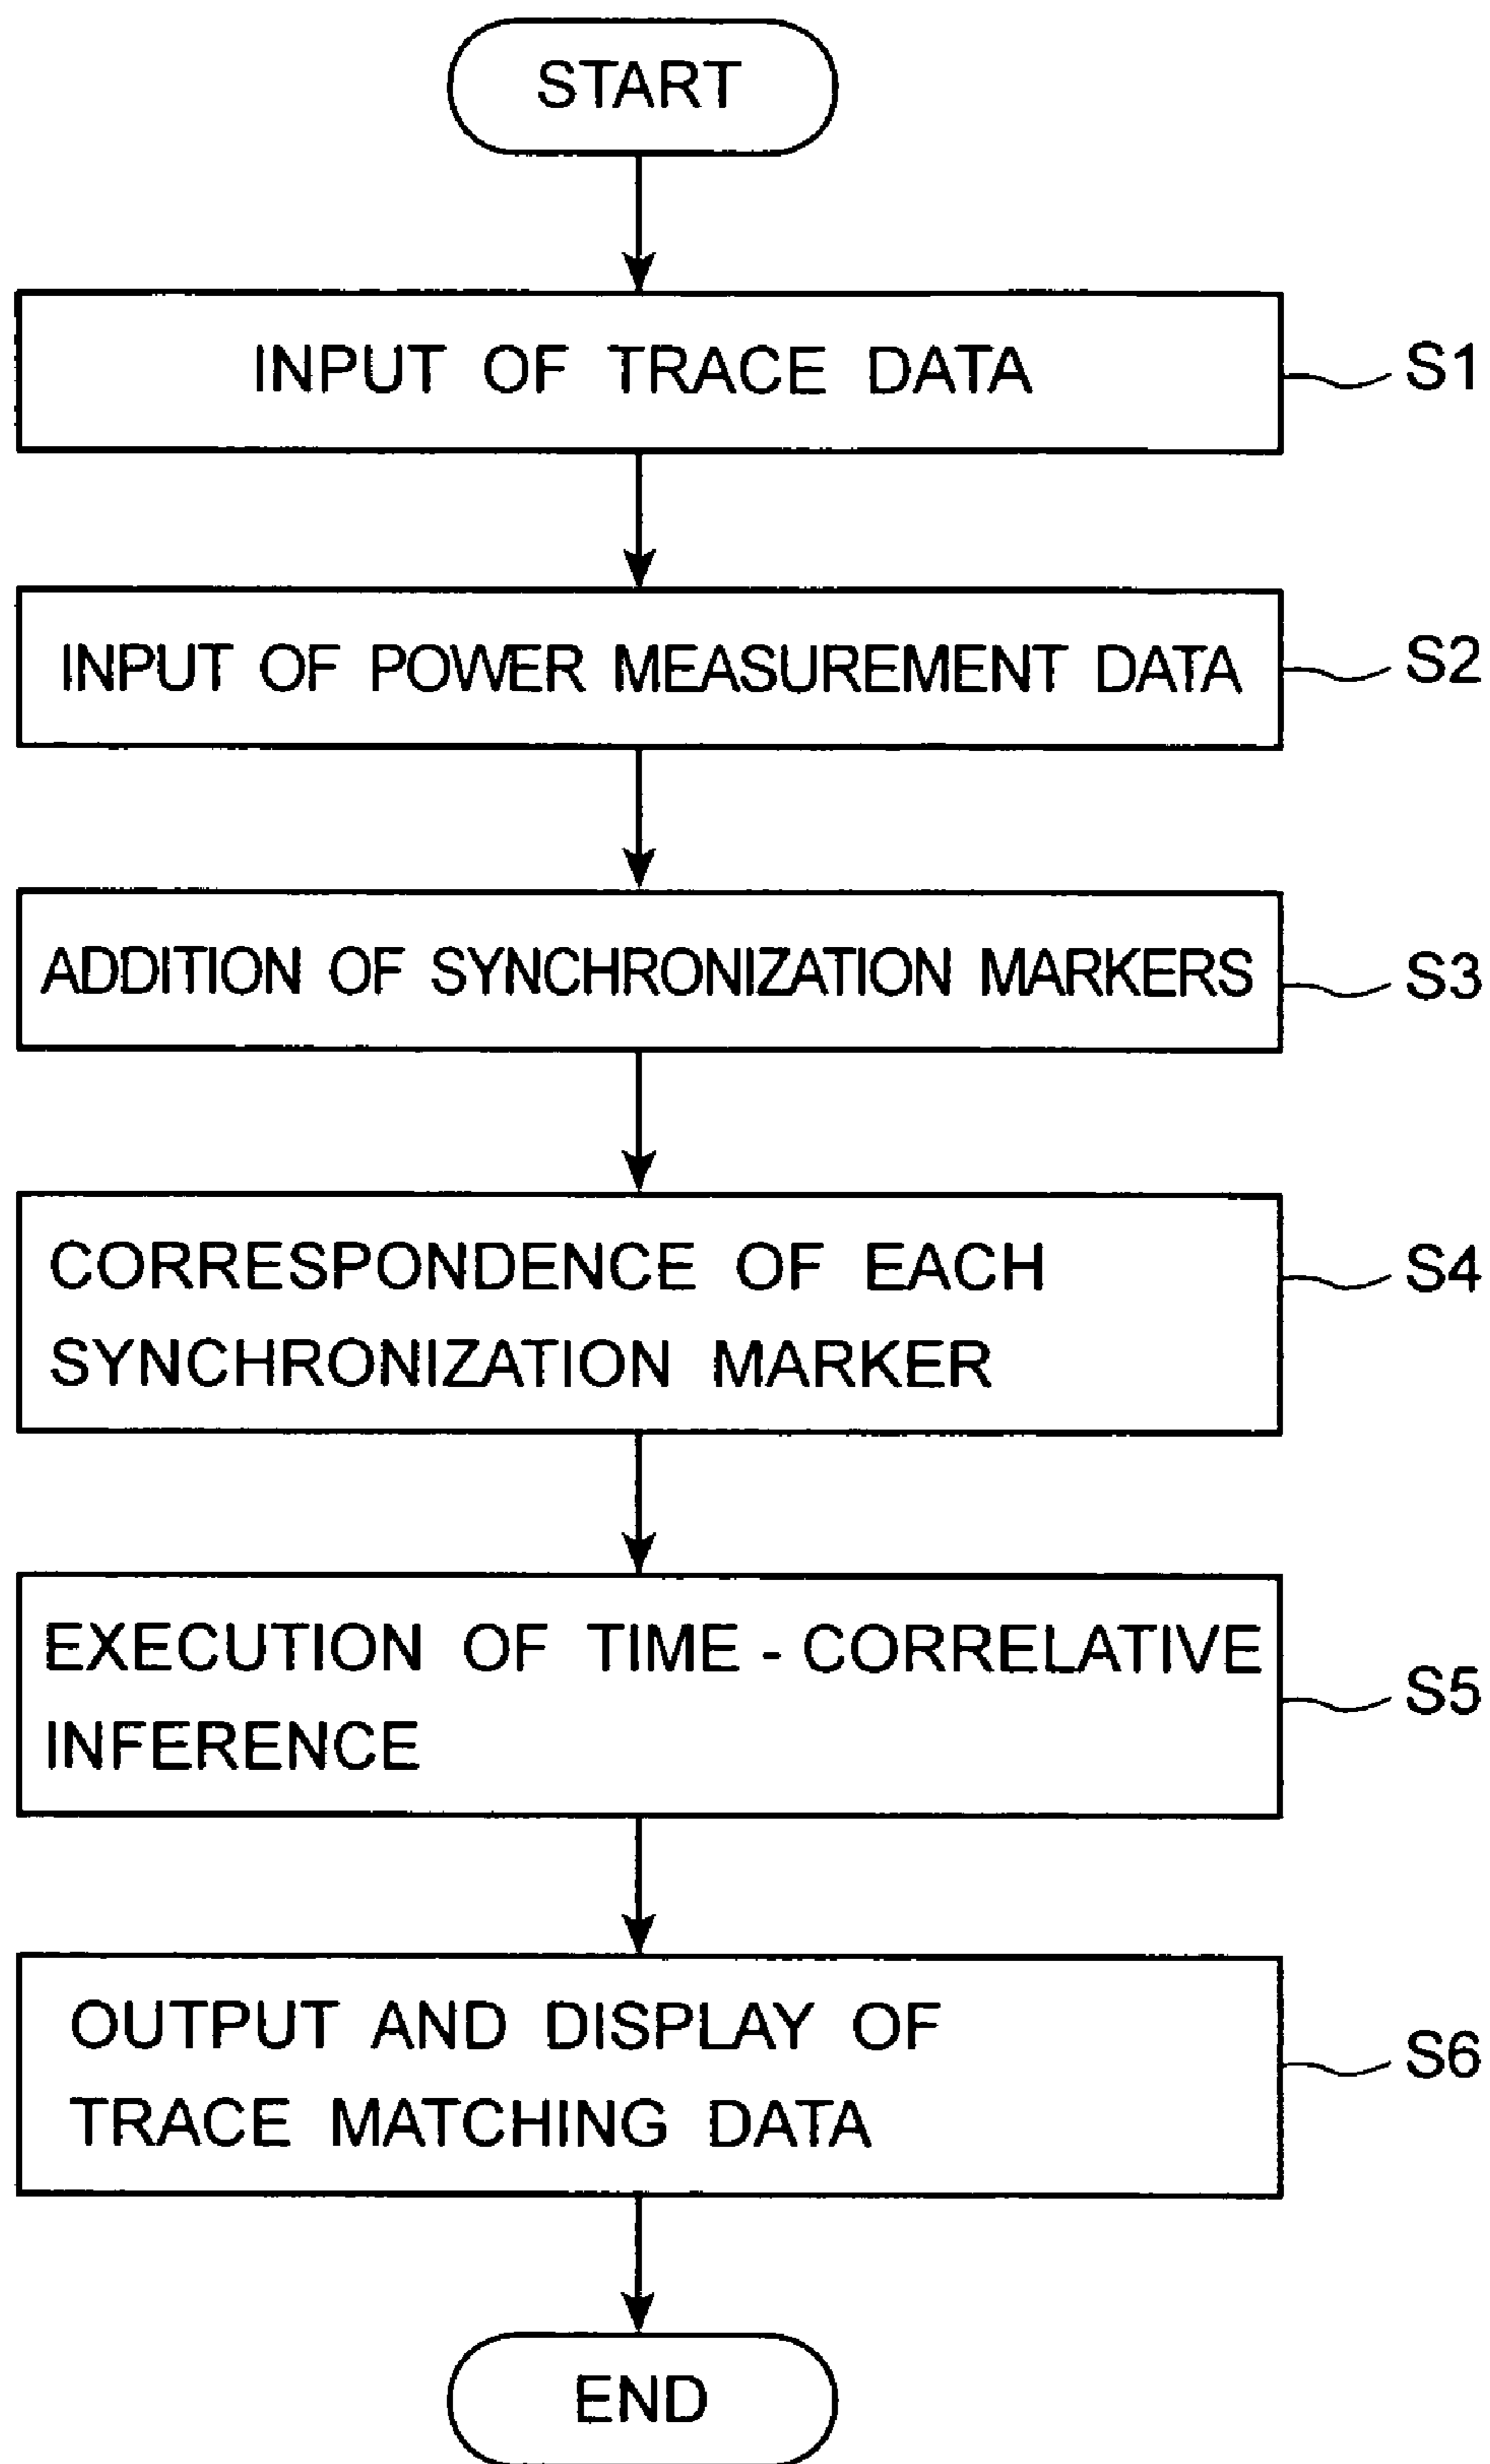 START
INPUT OF TRACE DATA
S1
INPUT OF POWER MEASUREMENT DATA
S2
ADDITION OF SYNCHRONIZATION MARKERS
S3
CORRESPONDENCE OF EACH
SYNCHRONIZATION MARKER
S4
EXECUTION OF TIME - CORRELATIVE
INFERENCE
S5
OUTPUT AND DISPLAY OF
TRACE MATCHING DATA
S6
END